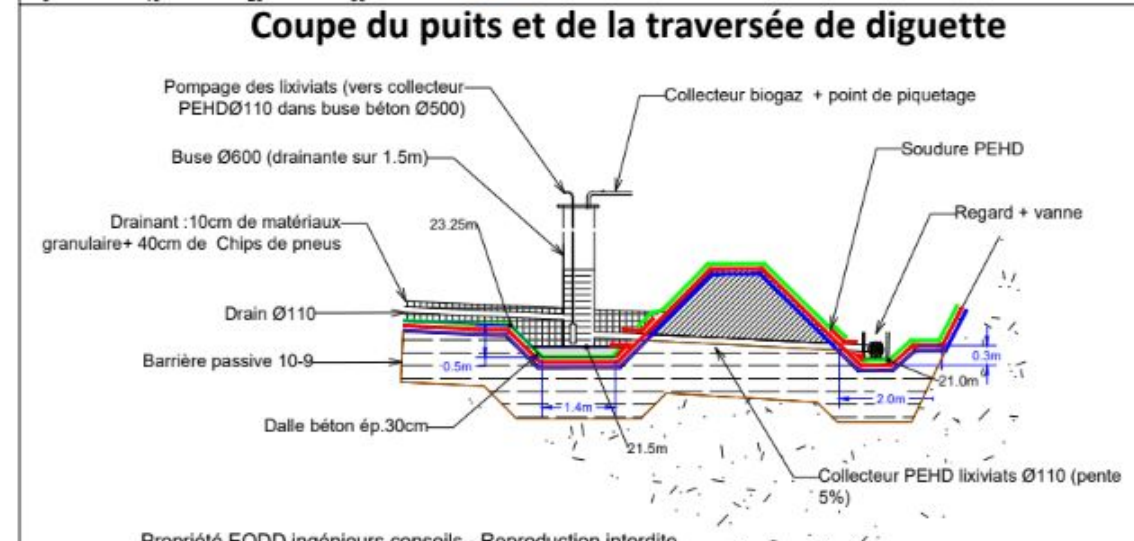 Coupe du puits et de la traversée de diguette
Pompage des lixiviats (vers collecteur
PEHDØ110 dans buse béton Ø500)
Collecteur biogaz + point de piquetage
Buse Ø600 (drainante sur 1.5m)
Soudure PEHD
Drainant :10cm de matériaux
granulaire+ 40cm de Chips de pneus
23.25m
Regard + vanne
Drain Ø110
Barrière passive 10-9
0.5m
0.3m
21.0m
1.4m
2.0m
Dalle béton ép.30cm
21.5m
Collecteur PEHD lixiviats Ø110 (pente
5%)
Propriété EODD ingénieurs conseils - Reproduction interdite